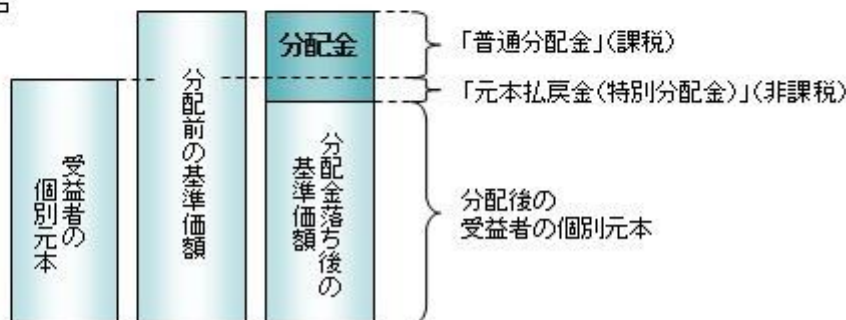 分配金
「普通分配金」(課税)
「元本払戻金(特別分配金)」(非課税)
受益者の
個別元本
分配前の基準価額
分配金落ち後の
基準価額
分配後の
受益者の個別元本